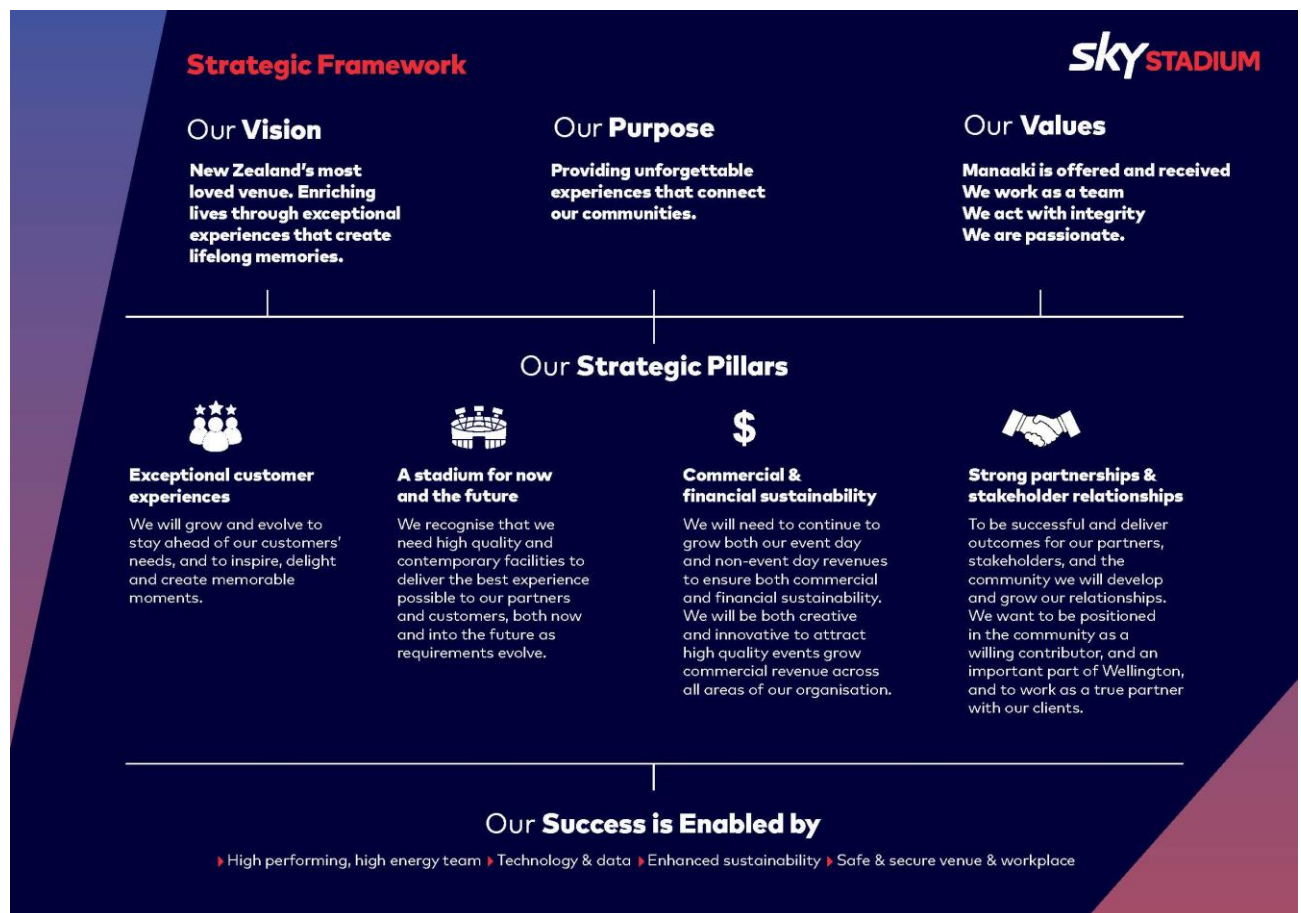 Strategic Framework
sky STADIUM
Our Vision
New Zealand's most
loved venue. Enriching
lives through exceptional
experiences that create
lifelong memories.
Our Purpose
Providing unforgettable
experiences that connect
our communities.
Our Values
Manaaki is offered and received
We work as a team
We act with integrity
We are passionate.
Our Strategic Pillars
Exceptional customer
experiences
We will grow and evolve to
stay ahead of our customers'
needs, and to inspire, delight
and create memorable
moments.
A stadium for now
and the future
We recognise that we
need high quality and
contemporary facilities to
deliver the best experience
possible to our partners
and customers, both now
and into the future as
requirements evolve.
$
Commercial &
financial sustainability
We will need to continue to
grow both our event day
and non-event day revenues
to ensure both commercial
and financial sustainability.
We will be both creative
and innovative to attract
high quality events grow
commercial revenue across
all areas of our organisation.
Strong partnerships &
stakeholder relationships
To be successful and deliver
outcomes for our partners,
stakeholders, and the
community we will develop
and grow our relationships.
We want to be positioned
in the community as a
willing contributor, and an
important part of Wellington,
and to work as a true partner
with our clients.
Our Success is Enabled by
High performing, high energy team Technology & data Enhanced sustainability Safe & secure venue & workplace